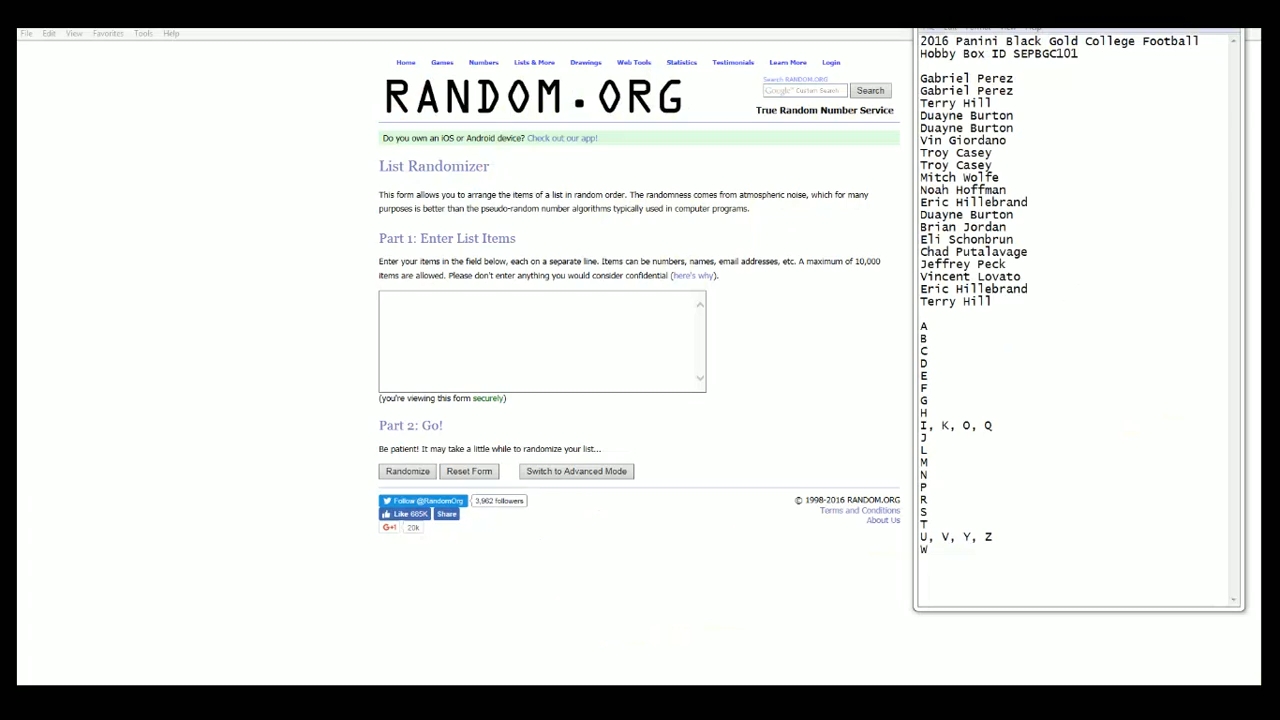 File Edit View Favorites Tools Help
Home Games Numbers Lists & More Drawings Web Tools Statistics Testimonials Learn More Login
RANDOM.ORG
Search RANDOM.ORG
Google™ Custom Search Search
True Random Number Service
Do you own an iOS or Android device? Check out our app!
List Randomizer
This form allows you to arrange the items of a list in random order. The randomness comes from atmospheric noise, which for many
purposes is better than the pseudo-random number algorithms typically used in computer programs.
Part 1: Enter List Items
Enter your items in the field below, each on a separate line. Items can be numbers, names, email addresses, etc. A maximum of 10,000
items are allowed. Please don't enter anything you would consider confidential (here's why).
(you're viewing this form securely)
Part 2: Go!
Be patient! It may take a little while to randomize your list...
Randomize Reset Form Switch to Advanced Mode
Follow @RandomOrg 3,962 followers
Like 685K Share
G+1 20k
© 1998-2016 RANDOM.ORG
Terms and Conditions
About Us
2016 Panini Black Gold College Football
Hobby Box ID SEPBGC101
Gabriel Perez
Gabriel Perez
Terry Hill
Duayne Burton
Duayne Burton
Vin Giordano
Troy Casey
Troy Casey
Mitch Wolfe
Noah Hoffman
Eric Hillebrand
Duayne Burton
Brian Jordan
Eli Schonbrun
Chad Putalavage
Jeffrey Peck
Vincent Lovato
Eric Hillebrand
Terry Hill
A
B
C
D
E
F
G
H
I, K, O, Q
J
L
M
N
P
R
S
T
U, V, Y, Z
W